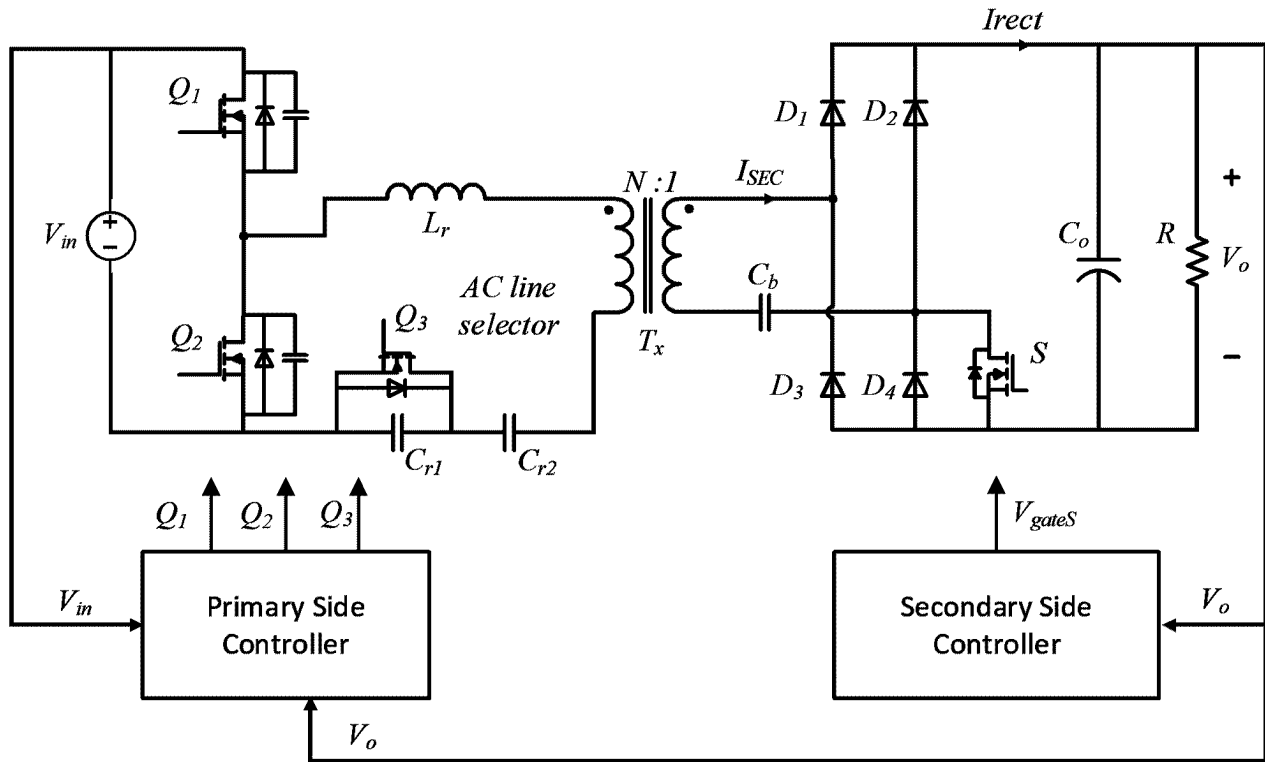 Irect
Q1
D1
D2
N :1
ISEC
+
Vin
+
−
Lr
Co
R
Vo
Cb
AC line
selector
Q3
Q2
Tx
S
−
D3
D4
Cr1
Cr2
Q1
Q2
Q3
VgateS
Vin
Primary Side
Controller
Secondary Side
Controller
Vo
Vo